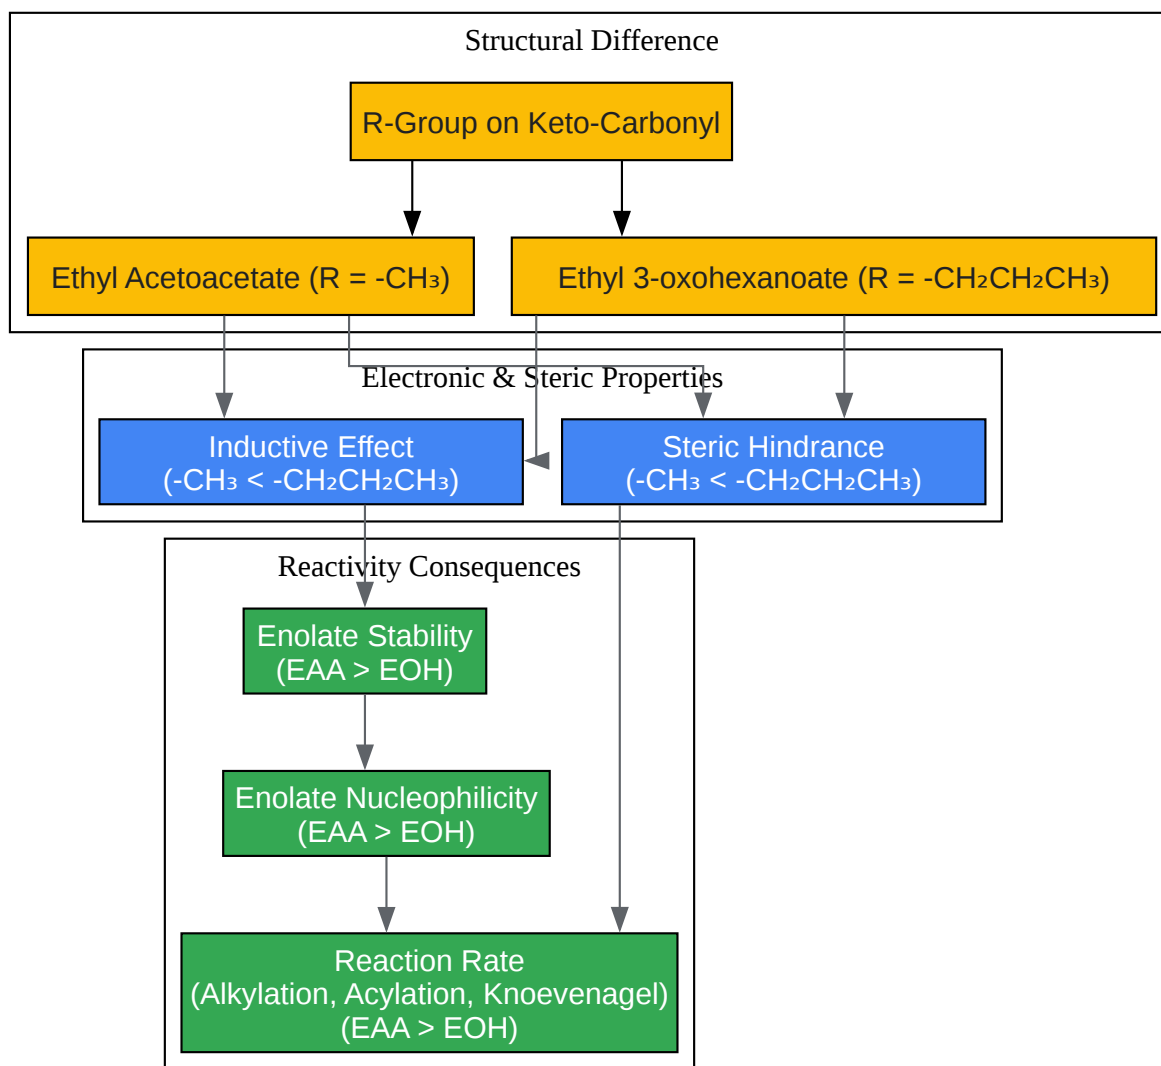 Structural Difference
R-Group on Keto-Carbonyl
Ethyl Acetoacetate (R = -CH₃)
Ethyl 3-oxohexanoate (R = -CH₂CH₂CH₃)
Electronic & Steric Properties
Inductive Effect
(-CH₃ < -CH₂CH₂CH₃)
Steric Hindrance
(-CH₃ < -CH₂CH₂CH₃)
Reactivity Consequences
Enolate Stability
(EAA > EOH)
Enolate Nucleophilicity
(EAA > EOH)
Reaction Rate
(Alkylation, Acylation, Knoevenagel)
(EAA > EOH)